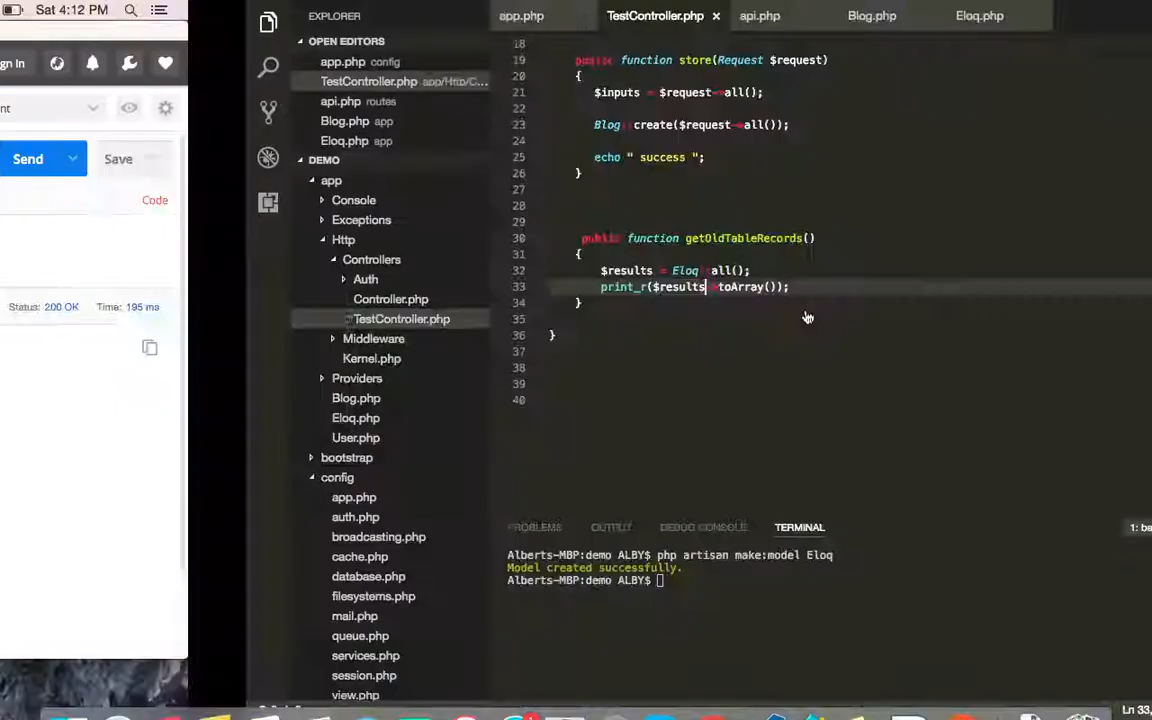 Sat 4:12 PM
gn In
nt
Send
Save
Code
Status: 200 OK Time: 195 ms
EXPLORER
OPEN EDITORS
app.php config
TestController.php app/Http/C...
api.php routes
Blog.php app
Eloq.php app
DEMO
app
Console
Exceptions
Http
Controllers
Auth
Controller.php
TestController.php
Middleware
Kernel.php
Providers
Blog.php
Eloq.php
User.php
bootstrap
config
app.php
auth.php
broadcasting.php
cache.php
database.php
filesystems.php
mail.php
queue.php
services.php
session.php
view.php
app.php TestController.php × api.php Blog.php Eloq.php
18
19 public function store(Request $request)
20 {
21 $inputs = $request->all();
22
23 Blog::create($request->all());
24
25 echo " success ";
26 }
27
28
29
30 public function getOldTableRecords()
31 {
32 $results = Eloq::all();
33 print_r($results->toArray());
34 }
35
36 }
37
38
39
40
PROBLEMS OUTPUT DEBUG CONSOLE TERMINAL 1: ba
Alberts-MBP:demo ALBY$ php artisan make:model Eloq
Model created successfully.
Alberts-MBP:demo ALBY$
Ln 33,